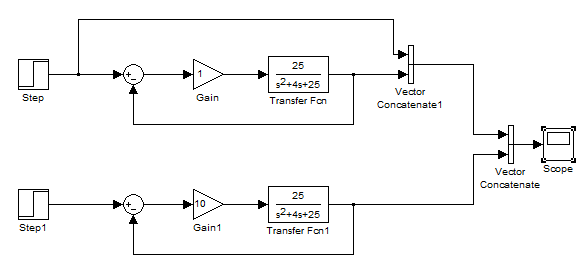 Step
+
-
1
Gain
25
s²+4s+25
Transfer Fcn
Vector
Concatenate1
Step1
+
-
10
Gain1
25
s²+4s+25
Transfer Fcn1
Vector
Concatenate
Scope